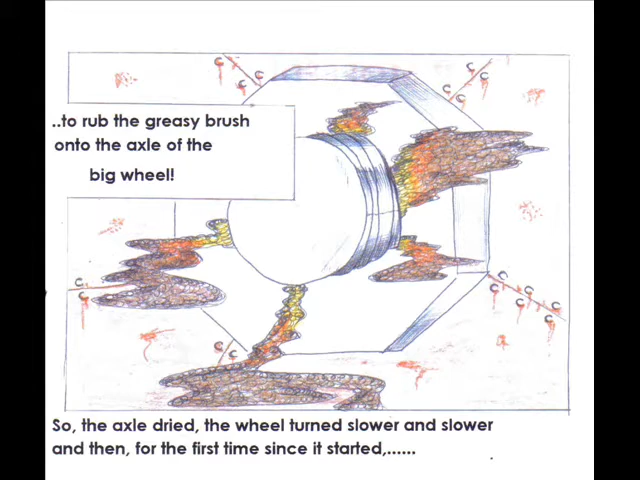 ..to rub the greasy brush
onto the axle of the
big wheel!
So, the axle dried, the wheel turned slower and slower
and then, for the first time since it started,......